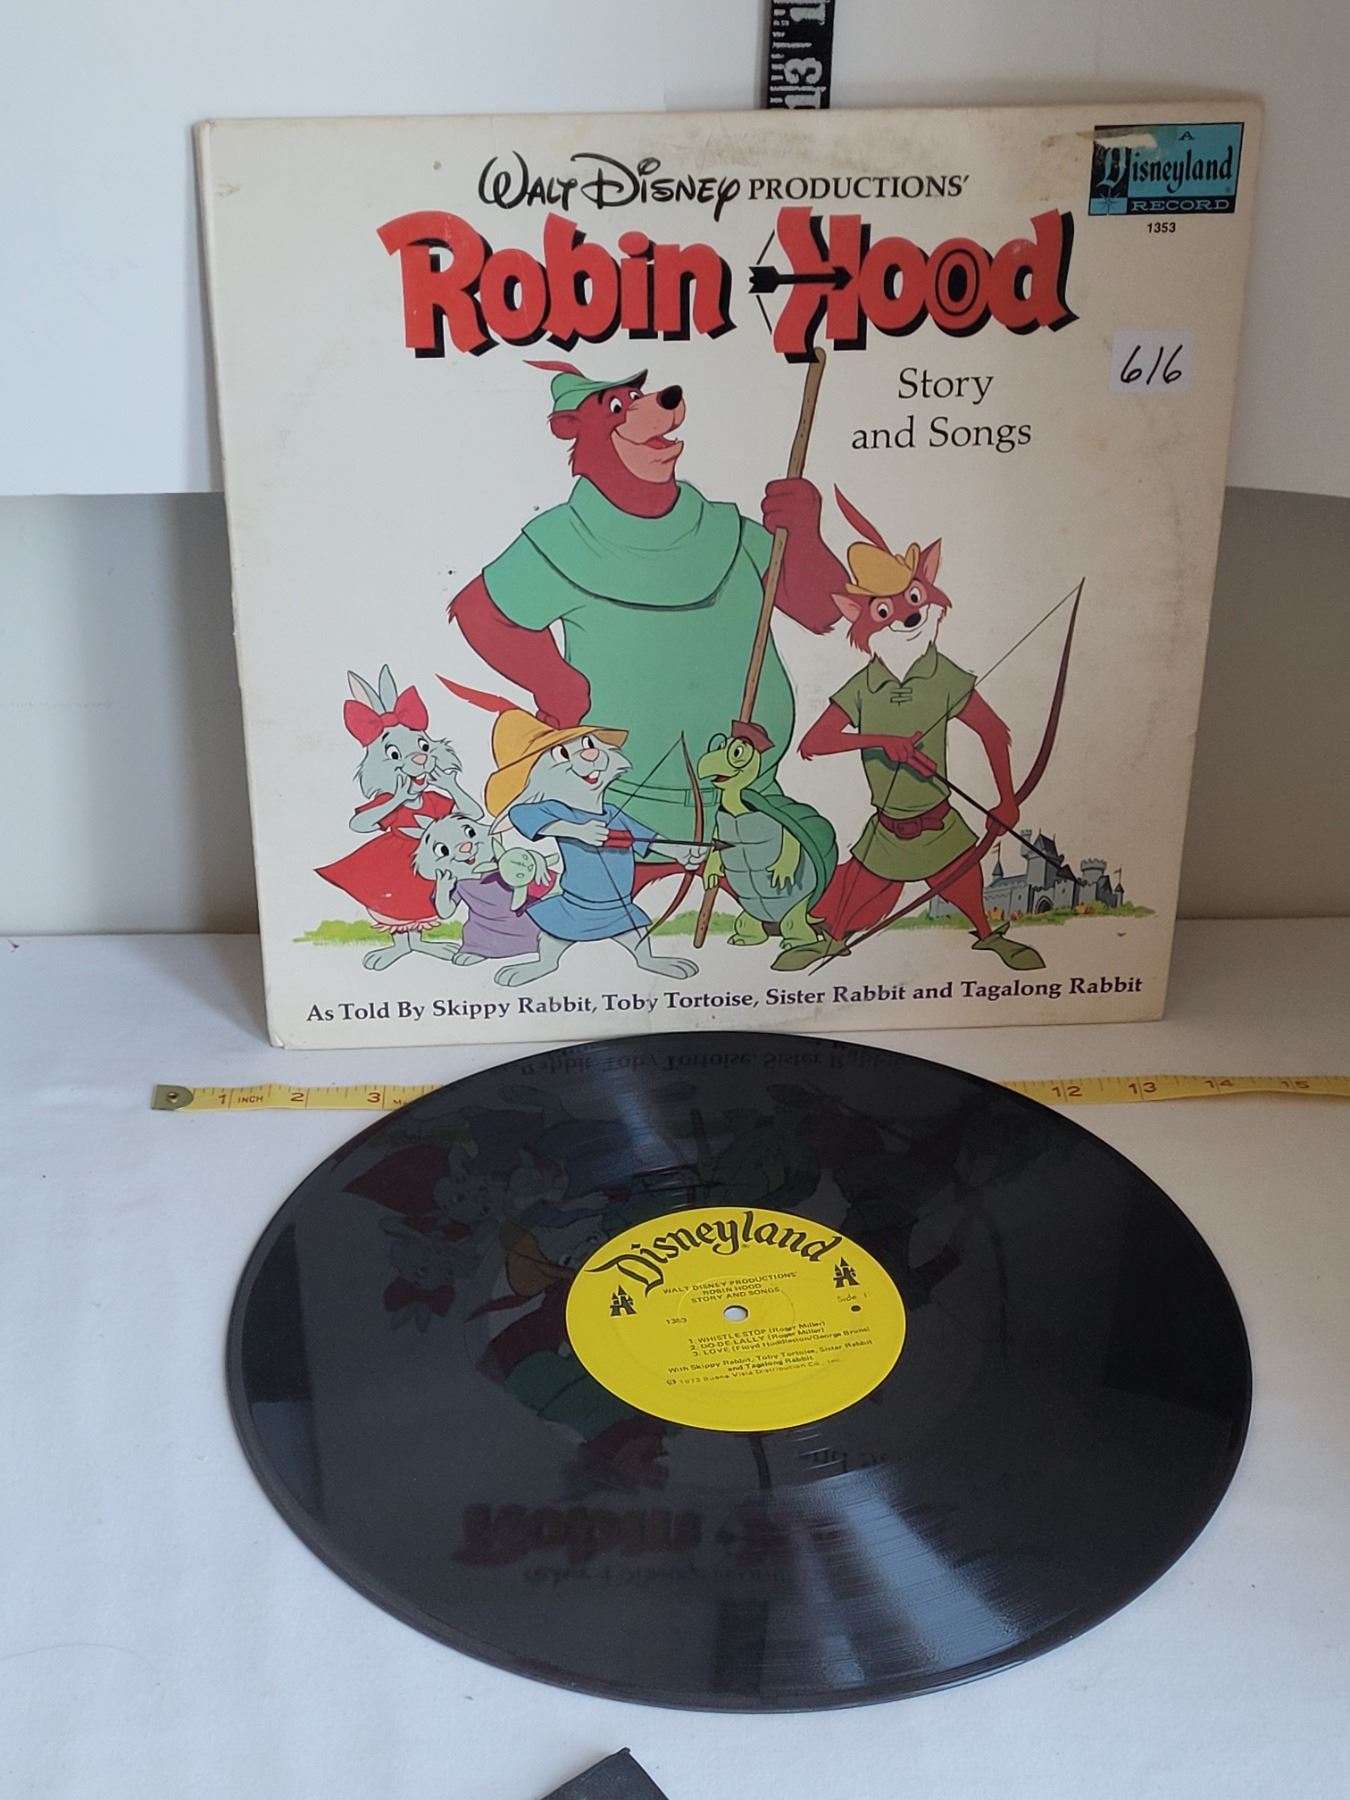 13
WALT DISNEY PRODUCTIONS'
A
Disneyland
RECORD
1353
Robin Hood
616
Story
and Songs
As Told By Skippy Rabbit, Toby Tortoise, Sister Rabbit and Tagalong Rabbit
1 INCH 2 3 12 13 14 15
Disneyland
WALT DISNEY PRODUCTIONS'
ROBIN HOOD
STORY AND SONGS
Side 1
1353
1. WHISTLE STOP (Roger Miller)
2. OO-DE-LALLY (Roger Miller)
3. LOVE (Floyd Huddleston/George Bruns)
With Skippy Rabbit, Toby Tortoise, Sister Rabbit
and Tagalong Rabbit
℗ 1973 Buena Vista Distribution Co., Inc.